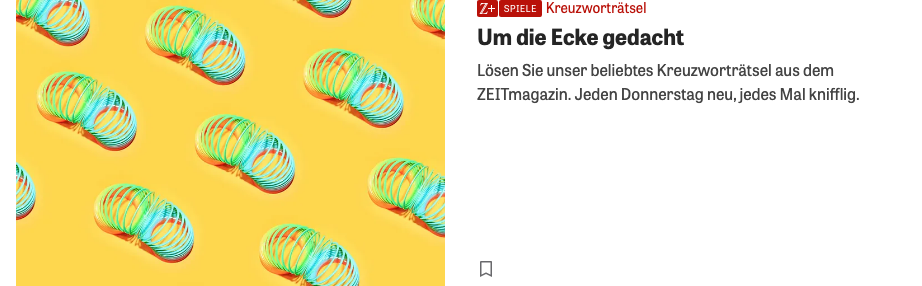 Z+ SPIELE Kreuzworträtsel
Um die Ecke gedacht
Lösen Sie unser beliebtes Kreuzworträtsel aus dem
ZEITmagazin. Jeden Donnerstag neu, jedes Mal knifflig.